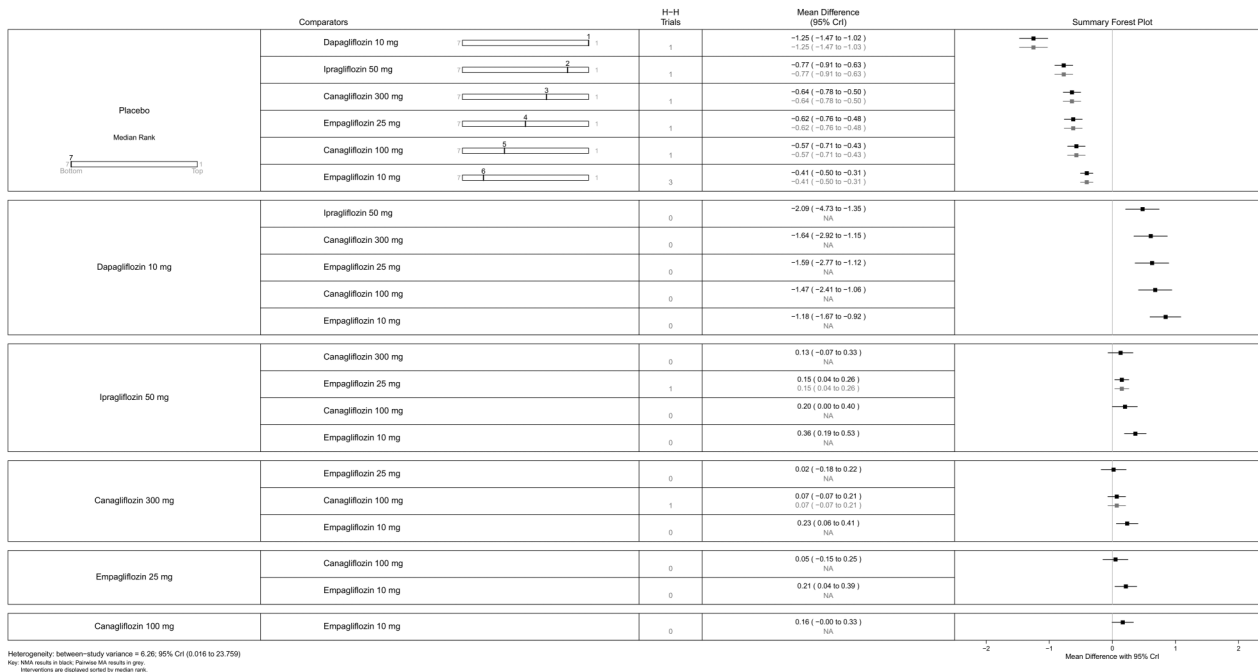 Comparators H−H Trials Mean Difference (95% CrI) Summary Forest Plot
Placebo
Median Rank
7
7 1
Bottom Top
Dapagliflozin 10 mg 7 1 1 1 −1.25 ( −1.47 to −1.02)
−1.25 ( −1.47 to −1.03)
Ipragliflozin 50 mg 7 2 1 1 −0.77 ( −0.91 to −0.63)
−0.77 ( −0.91 to −0.63)
Canagliflozin 300 mg 7 3 1 1 −0.64 ( −0.78 to −0.50)
−0.64 ( −0.78 to −0.50)
Empagliflozin 25 mg 7 4 1 1 −0.62 ( −0.76 to −0.48)
−0.62 ( −0.76 to −0.48)
Canagliflozin 100 mg 7 5 1 1 −0.57 ( −0.71 to −0.43)
−0.57 ( −0.71 to −0.43)
Empagliflozin 10 mg 7 6 1 3 −0.41 ( −0.50 to −0.31)
−0.41 ( −0.50 to −0.31)
Dapagliflozin 10 mg
Ipragliflozin 50 mg 0 −2.09 ( −4.73 to −1.35)
NA
Canagliflozin 300 mg 0 −1.64 ( −2.92 to −1.15)
NA
Empagliflozin 25 mg 0 −1.59 ( −2.77 to −1.12)
NA
Canagliflozin 100 mg 0 −1.47 ( −2.41 to −1.06)
NA
Empagliflozin 10 mg 0 −1.18 ( −1.67 to −0.92)
NA
Ipragliflozin 50 mg
Canagliflozin 300 mg 0 0.13 ( −0.07 to 0.33)
NA
Empagliflozin 25 mg 1 0.15 ( 0.04 to 0.26)
0.15 ( 0.04 to 0.26)
Canagliflozin 100 mg 0 0.20 ( 0.00 to 0.40)
NA
Empagliflozin 10 mg 0 0.36 ( 0.19 to 0.53)
NA
Canagliflozin 300 mg
Empagliflozin 25 mg 0 0.02 ( −0.18 to 0.22)
NA
Canagliflozin 100 mg 1 0.07 ( −0.07 to 0.21)
0.07 ( −0.07 to 0.21)
Empagliflozin 10 mg 0 0.23 ( 0.06 to 0.41)
NA
Empagliflozin 25 mg
Canagliflozin 100 mg 0 0.05 ( −0.15 to 0.25)
NA
Empagliflozin 10 mg 0 0.21 ( 0.04 to 0.39)
NA
Canagliflozin 100 mg
Empagliflozin 10 mg 0 0.16 ( −0.00 to 0.33)
NA
−2 −1 0 1 2
Mean Difference with 95% CrI
Heterogeneity: between−study variance = 6.26; 95% CrI (0.016 to 23.759)
Key: NMA results in black; Pairwise MA results in grey.
Interventions are displayed sorted by median rank.